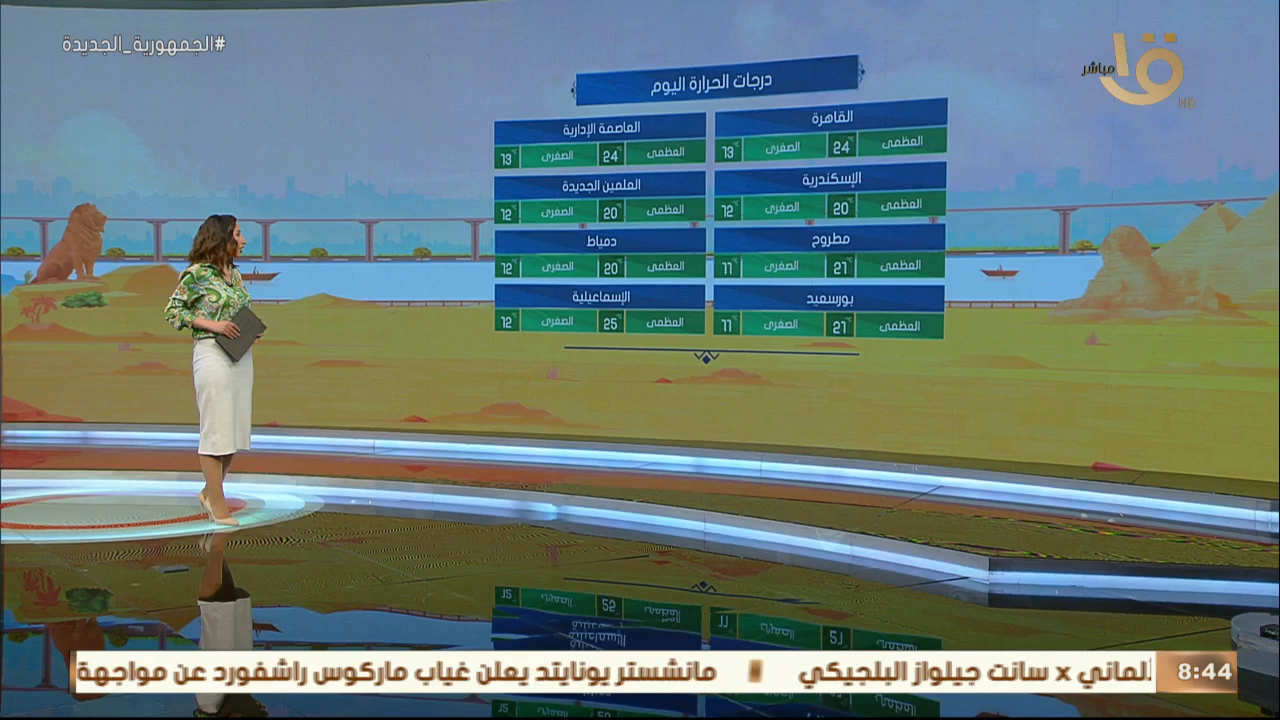 #الجمهورية_الجديدة
مباشر
HD
درجات الحرارة اليوم
القاهرة
العظمى 24 الصغرى 13
العاصمة الإدارية
العظمى 24 الصغرى 13
الإسكندرية
العظمى 20 الصغرى 12
العلمين الجديدة
العظمى 20 الصغرى 12
مطروح
العظمى 21 الصغرى 11
دمياط
العظمى 20 الصغرى 12
بورسعيد
العظمى 21 الصغرى 11
الإسماعيلية
العظمى 25 الصغرى 12
8:44
لماني x سانت جيلواز البلجيكي
مانشستر يونايتد يعلن غياب ماركوس راشفورد عن مواجهة